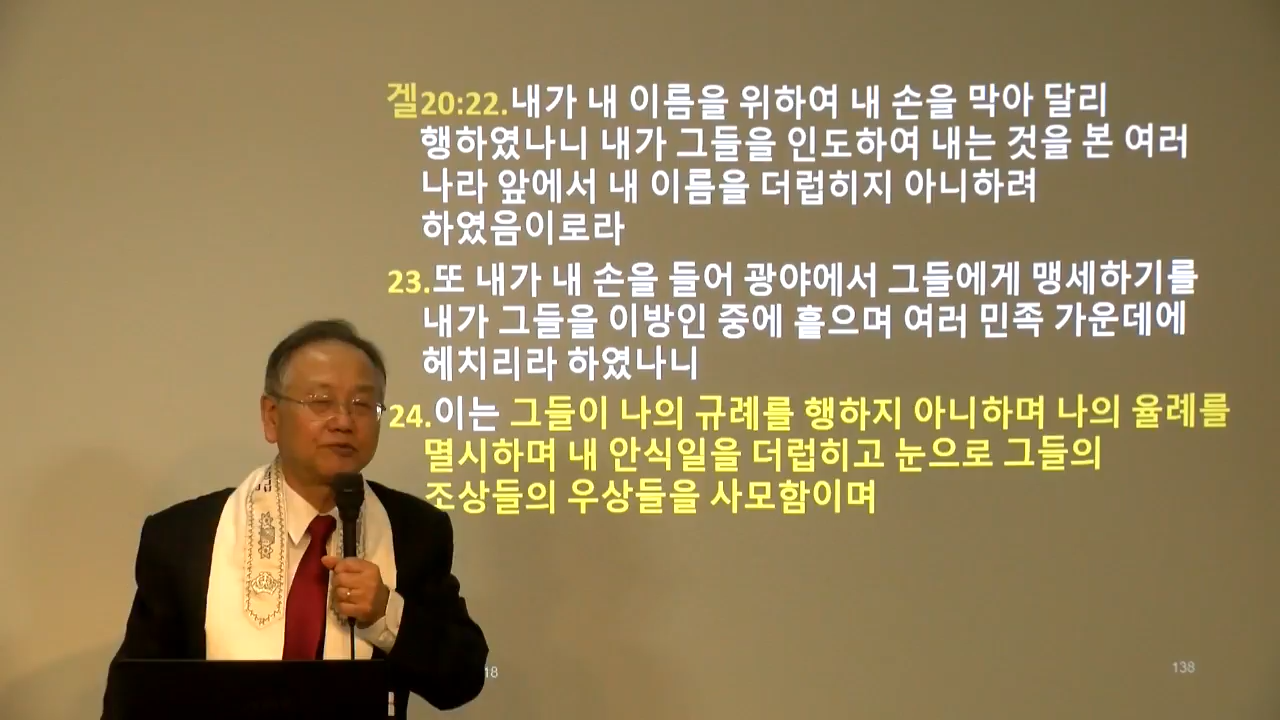 겔20:22.내가 내 이름을 위하여 내 손을 막아 달리
행하였나니 내가 그들을 인도하여 내는 것을 본 여러
나라 앞에서 내 이름을 더럽히지 아니하려
하였음이로라
23.또 내가 내 손을 들어 광야에서 그들에게 맹세하기를
내가 그들을 이방인 중에 흩으며 여러 민족 가운데에
헤치리라 하였나니
24.이는 그들이 나의 규례를 행하지 아니하며 나의 율례를
멸시하며 내 안식일을 더럽히고 눈으로 그들의
조상들의 우상들을 사모함이며
18
138